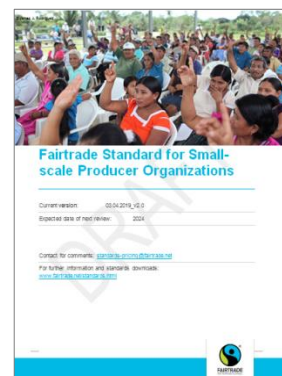 Fairtrade Standard for Small-
scale Producer Organizations
Current version: 03.04.2019_v2.0
Expected date of next review: 2024
Contact for comments: standards-pricing@fairtrade.net
For further information and standards downloads:
www.fairtrade.net/standards.html
DRAFT
FAIRTRADE